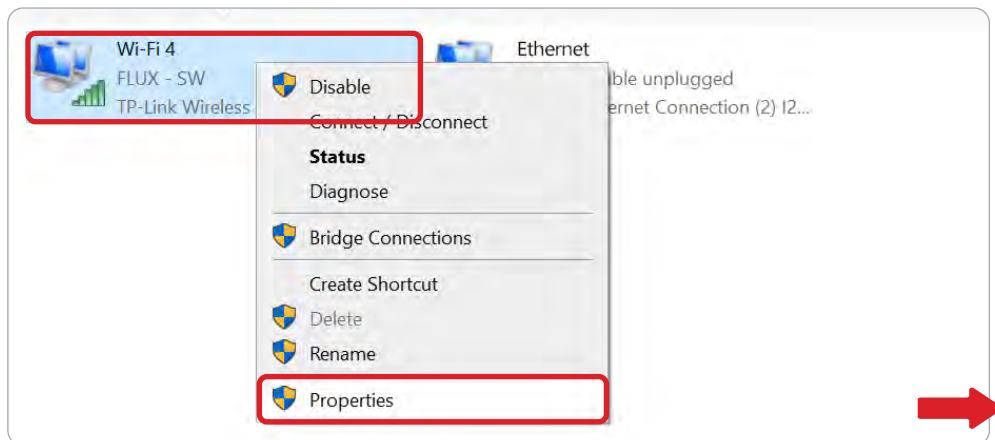 Wi-Fi 4
FLUX - SW
TP-Link Wireless
Ethernet
ble unplugged
ernet Connection (2) I2...
Disable
Connect / Disconnect
Status
Diagnose
Bridge Connections
Create Shortcut
Delete
Rename
Properties